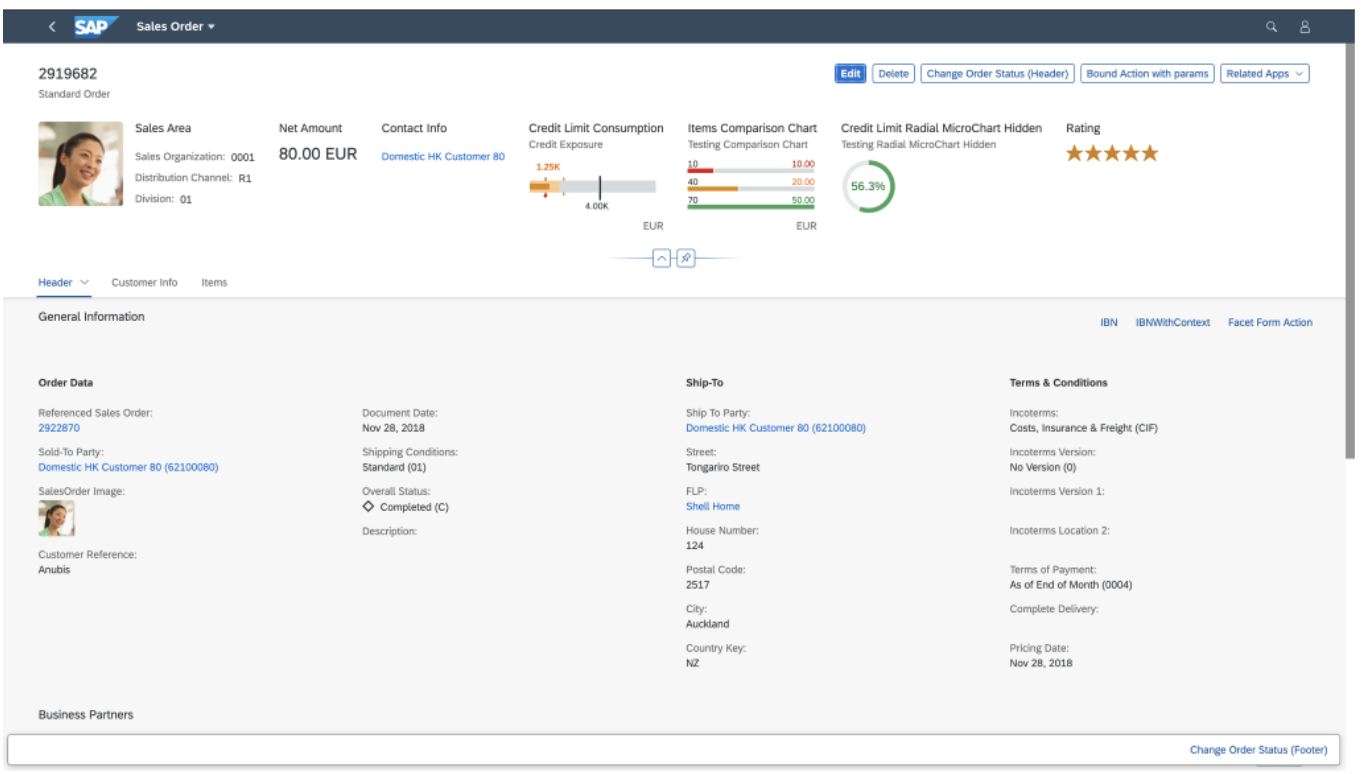 SAP
Sales Order
2919682
Standard Order
Edit
Delete
Change Order Status (Header)
Bound Action with params
Related Apps
Sales Area
Sales Organization: 0001
Distribution Channel: R1
Division: 01
Net Amount
80.00 EUR
Contact Info
Domestic HK Customer 80
Credit Limit Consumption
Credit Exposure
1.25K
4.00K
EUR
Items Comparison Chart
Testing Comparison Chart
10 10.00
40 20.00
70 50.00
EUR
Credit Limit Radial MicroChart Hidden
Testing Radial MicroChart Hidden
56.3%
Rating
Header
Customer Info
Items
General Information
IBN
IBNWithContext
Facet Form Action
Order Data
Referenced Sales Order:
2922870
Sold-To Party:
Domestic HK Customer 80 (62100080)
SalesOrder Image:
Customer Reference:
Anubis
Document Date:
Nov 28, 2018
Shipping Conditions:
Standard (01)
Overall Status:
Completed (C)
Description:
Ship-To
Ship To Party:
Domestic HK Customer 80 (62100080)
Street:
Tongariro Street
FLP:
Shell Home
House Number:
124
Postal Code:
2517
City:
Auckland
Country Key:
NZ
Terms & Conditions
Incoterms:
Costs, Insurance & Freight (CIF)
Incoterms Version:
No Version (0)
Incoterms Version 1:
Incoterms Location 2:
Terms of Payment:
As of End of Month (0004)
Complete Delivery:
Pricing Date:
Nov 28, 2018
Business Partners
Change Order Status (Footer)